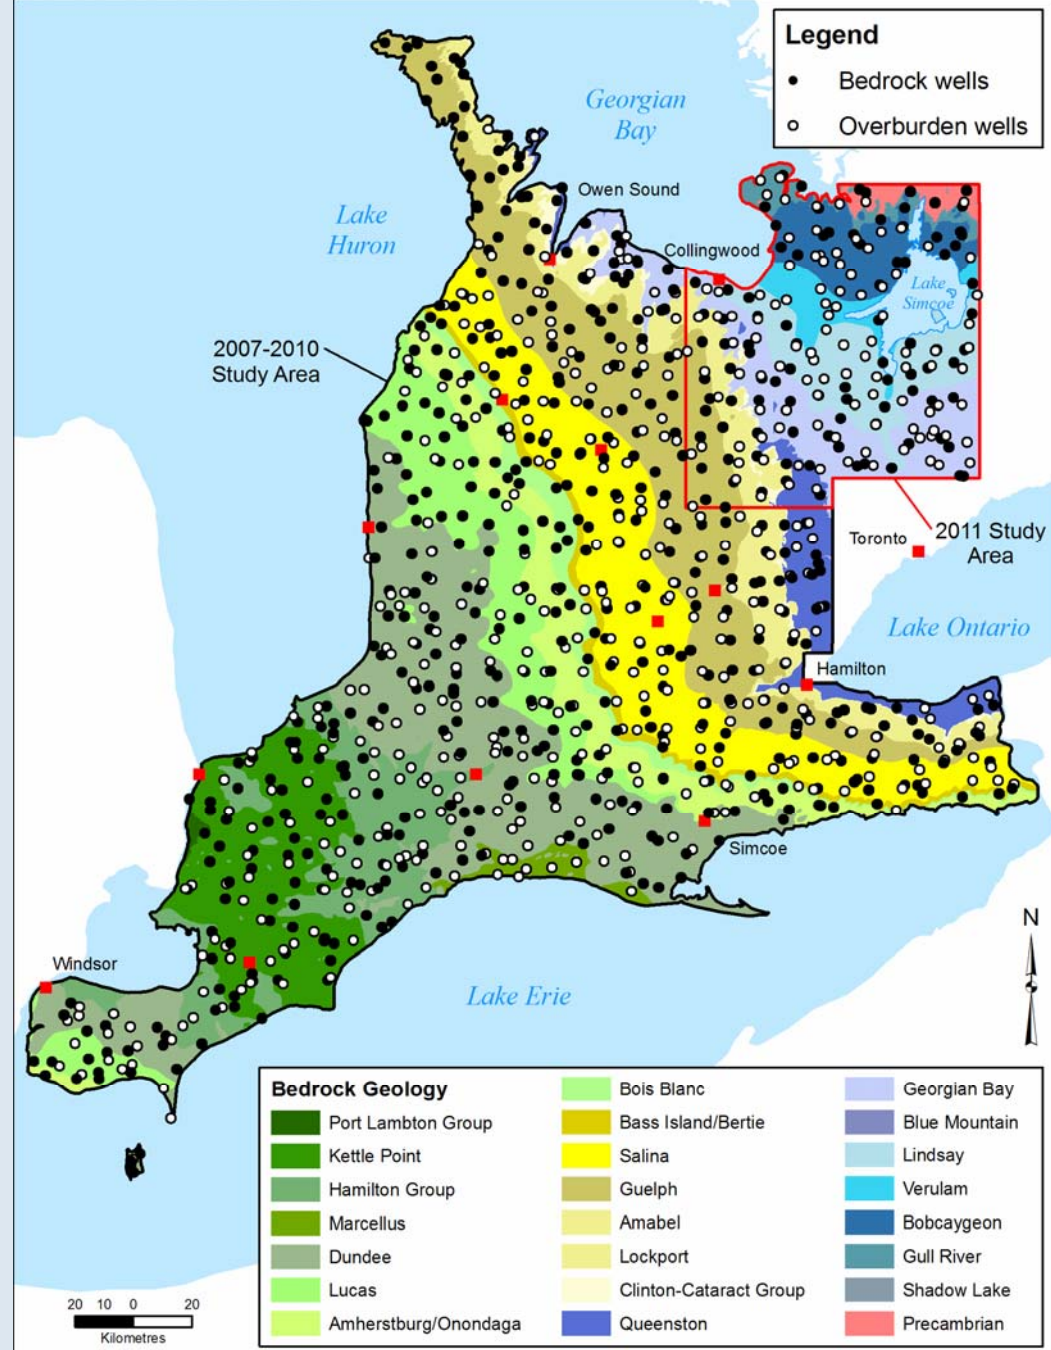 Legend
Bedrock wells
Overburden wells
Georgian
Bay
Owen Sound
Lake
Huron
Collingwood
Lake
Simcoe
2007-2010
Study Area
Toronto
2011 Study
Area
Lake Ontario
Hamilton
Simcoe
N
Windsor
Lake Erie
Bedrock Geology
Port Lambton Group
Kettle Point
Hamilton Group
Marcellus
Dundee
Lucas
Amherstburg/Onondaga
Bois Blanc
Bass Island/Bertie
Salina
Guelph
Amabel
Lockport
Clinton-Cataract Group
Queenston
Georgian Bay
Blue Mountain
Lindsay
Verulam
Bobcaygeon
Gull River
Shadow Lake
Precambrian
20 10 0 20
Kilometres